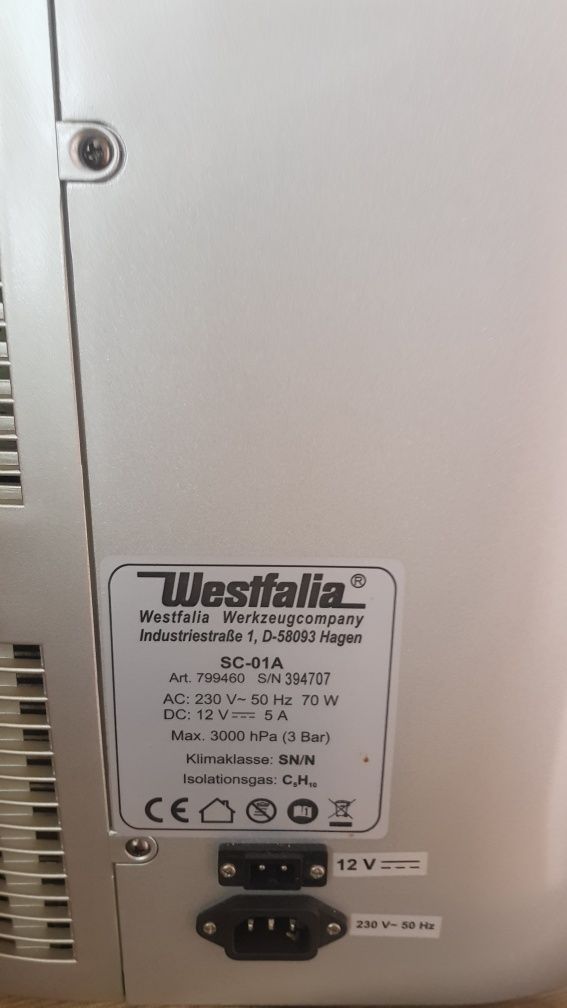 Westfalia®
Westfalia Werkzeugcompany
Industriestraße 1, D-58093 Hagen
SC-01A
Art. 799460 S/N 394707
AC: 230 V~ 50 Hz 70 W
DC: 12 V⎓ 5 A
Max. 3000 hPa (3 Bar)
Klimaklasse: SN/N
Isolationsgas: C₅H₁₀
CE
12 V⎓
230 V~ 50 Hz